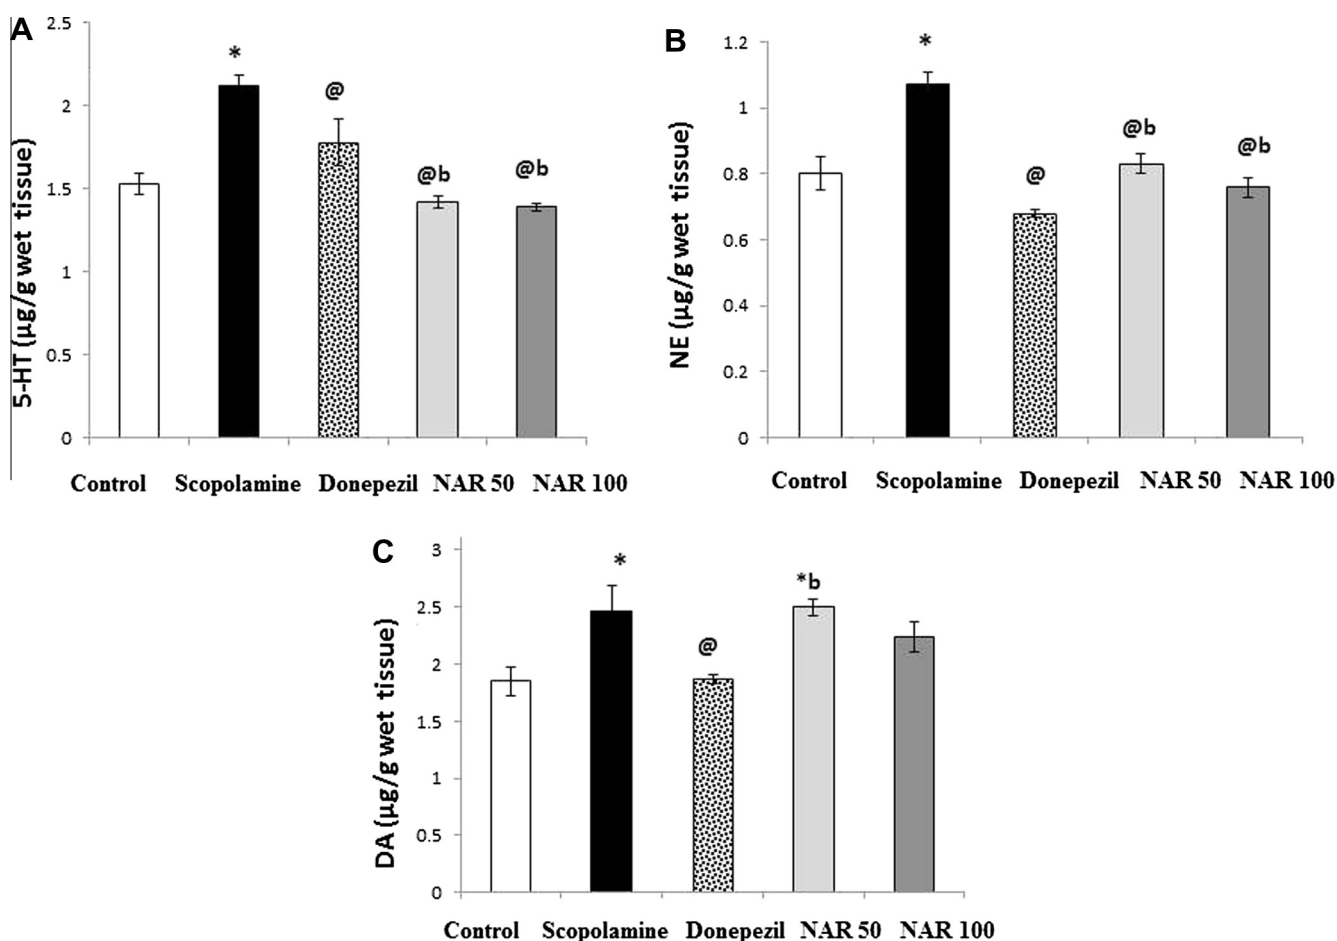 A
5-HT (µg/g wet tissue)
2.5
2
1.5
1
0.5
0
*
@
@b
@b
Control Scopolamine Donepezil NAR 50 NAR 100
B
NE (µg/g wet tissue)
1.2
1
0.8
0.6
0.4
0.2
0
*
@
@b
@b
Control Scopolamine Donepezil NAR 50 NAR 100
C
DA (µg/g wet tissue)
3
2.5
2
1.5
1
0.5
0
*
@
*b
Control Scopolamine Donepezil NAR 50 NAR 100